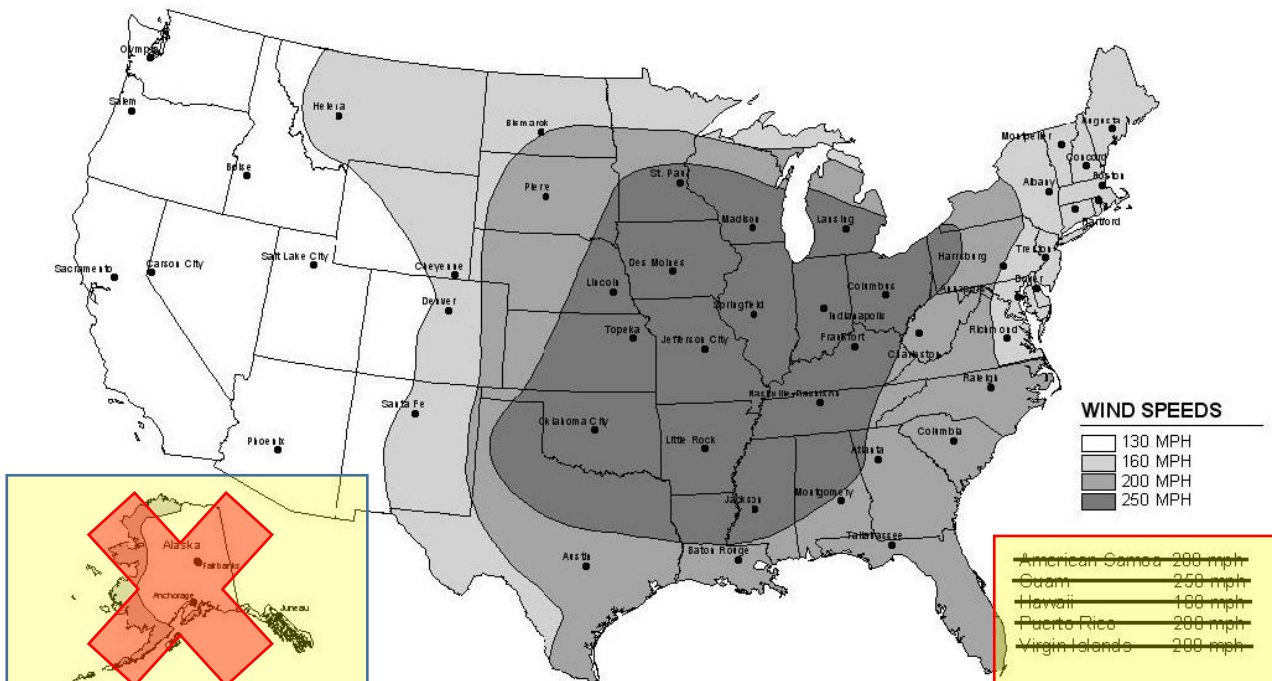 Olympia
Salem
Helena
Bismarck
Boise
Pierre
St. Paul
Montpelier
Augusta
Concord
Albany
Boston
Hartford
Madison
Lansing
Sacramento
Carson City
Salt Lake City
Cheyenne
Denver
Lincoln
Des Moines
Springfield
Indianapolis
Columbus
Harrisburg
Trenton
Dover
Annapolis
Topeka
Jefferson City
Frankfort
Charleston
Richmond
Raleigh
Santa Fe
Phoenix
Oklahoma City
Little Rock
Nashville-Davidson
Atlanta
Columbia
Jackson
Montgomery
Tallahassee
Austin
Baton Rouge
WIND SPEEDS
130 MPH
160 MPH
200 MPH
250 MPH
Alaska
Fairbanks
Anchorage
Juneau
American Samoa 200 mph
Guam 250 mph
Hawaii mph
Puerto Rico 200 mph
Virgin Islands 200 mph